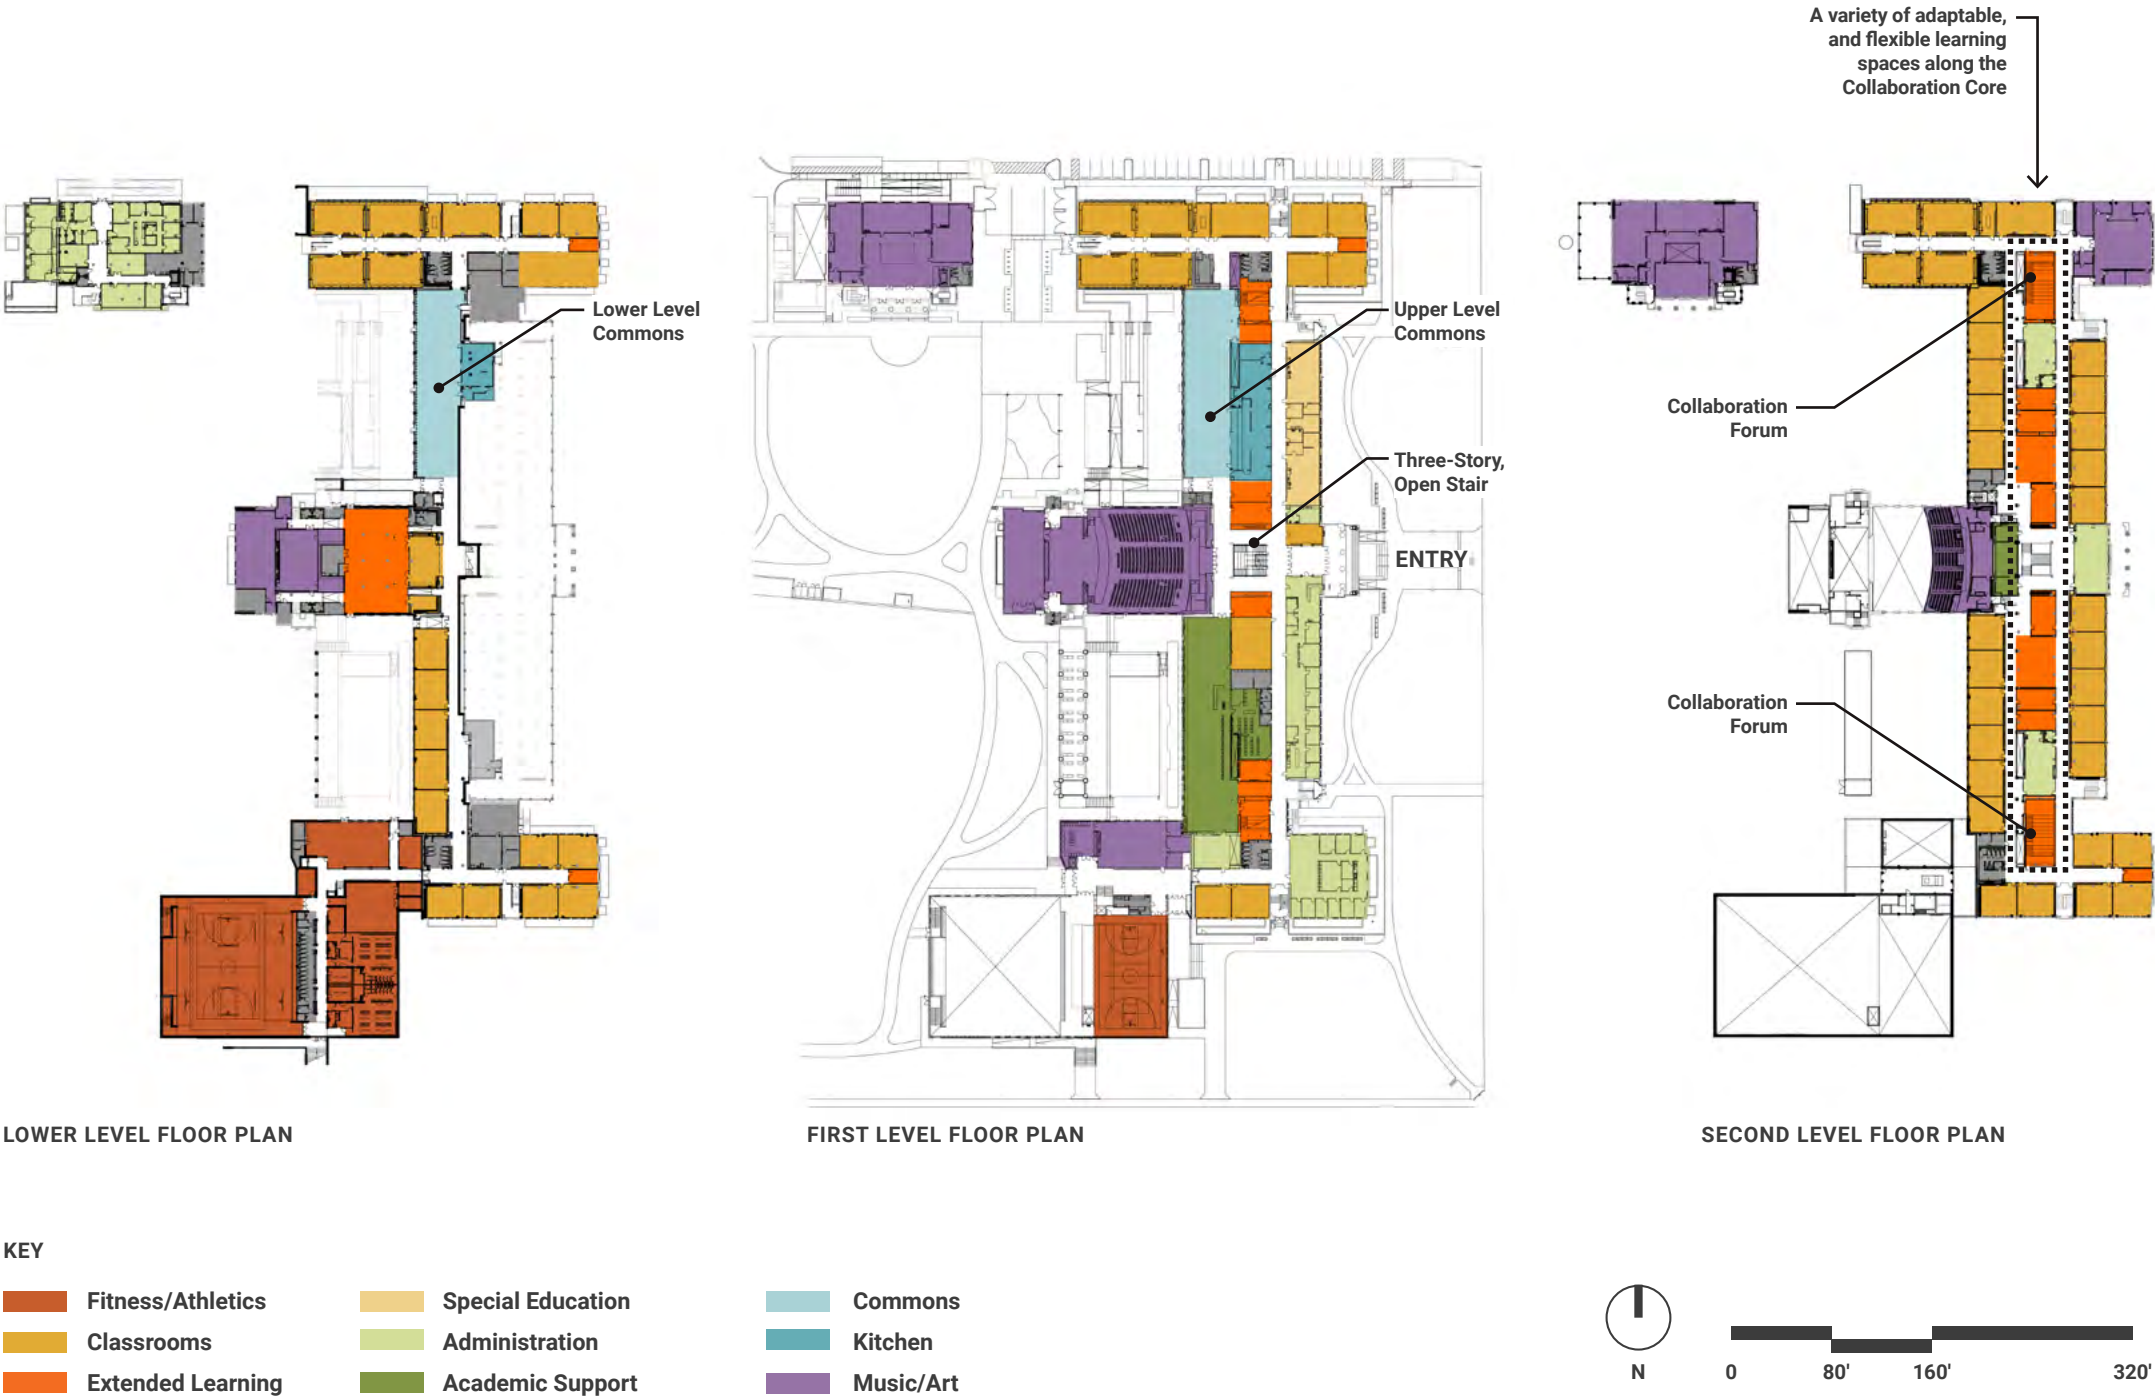 A variety of adaptable,
and flexible learning
spaces along the
Collaboration Core
Lower Level
Commons
Upper Level
Commons
Collaboration
Forum
Three-Story,
Open Stair
ENTRY
Collaboration
Forum
LOWER LEVEL FLOOR PLAN
FIRST LEVEL FLOOR PLAN
SECOND LEVEL FLOOR PLAN
KEY
Fitness/Athletics
Classrooms
Extended Learning
Special Education
Administration
Academic Support
Commons
Kitchen
Music/Art
N
0 80' 160' 320'